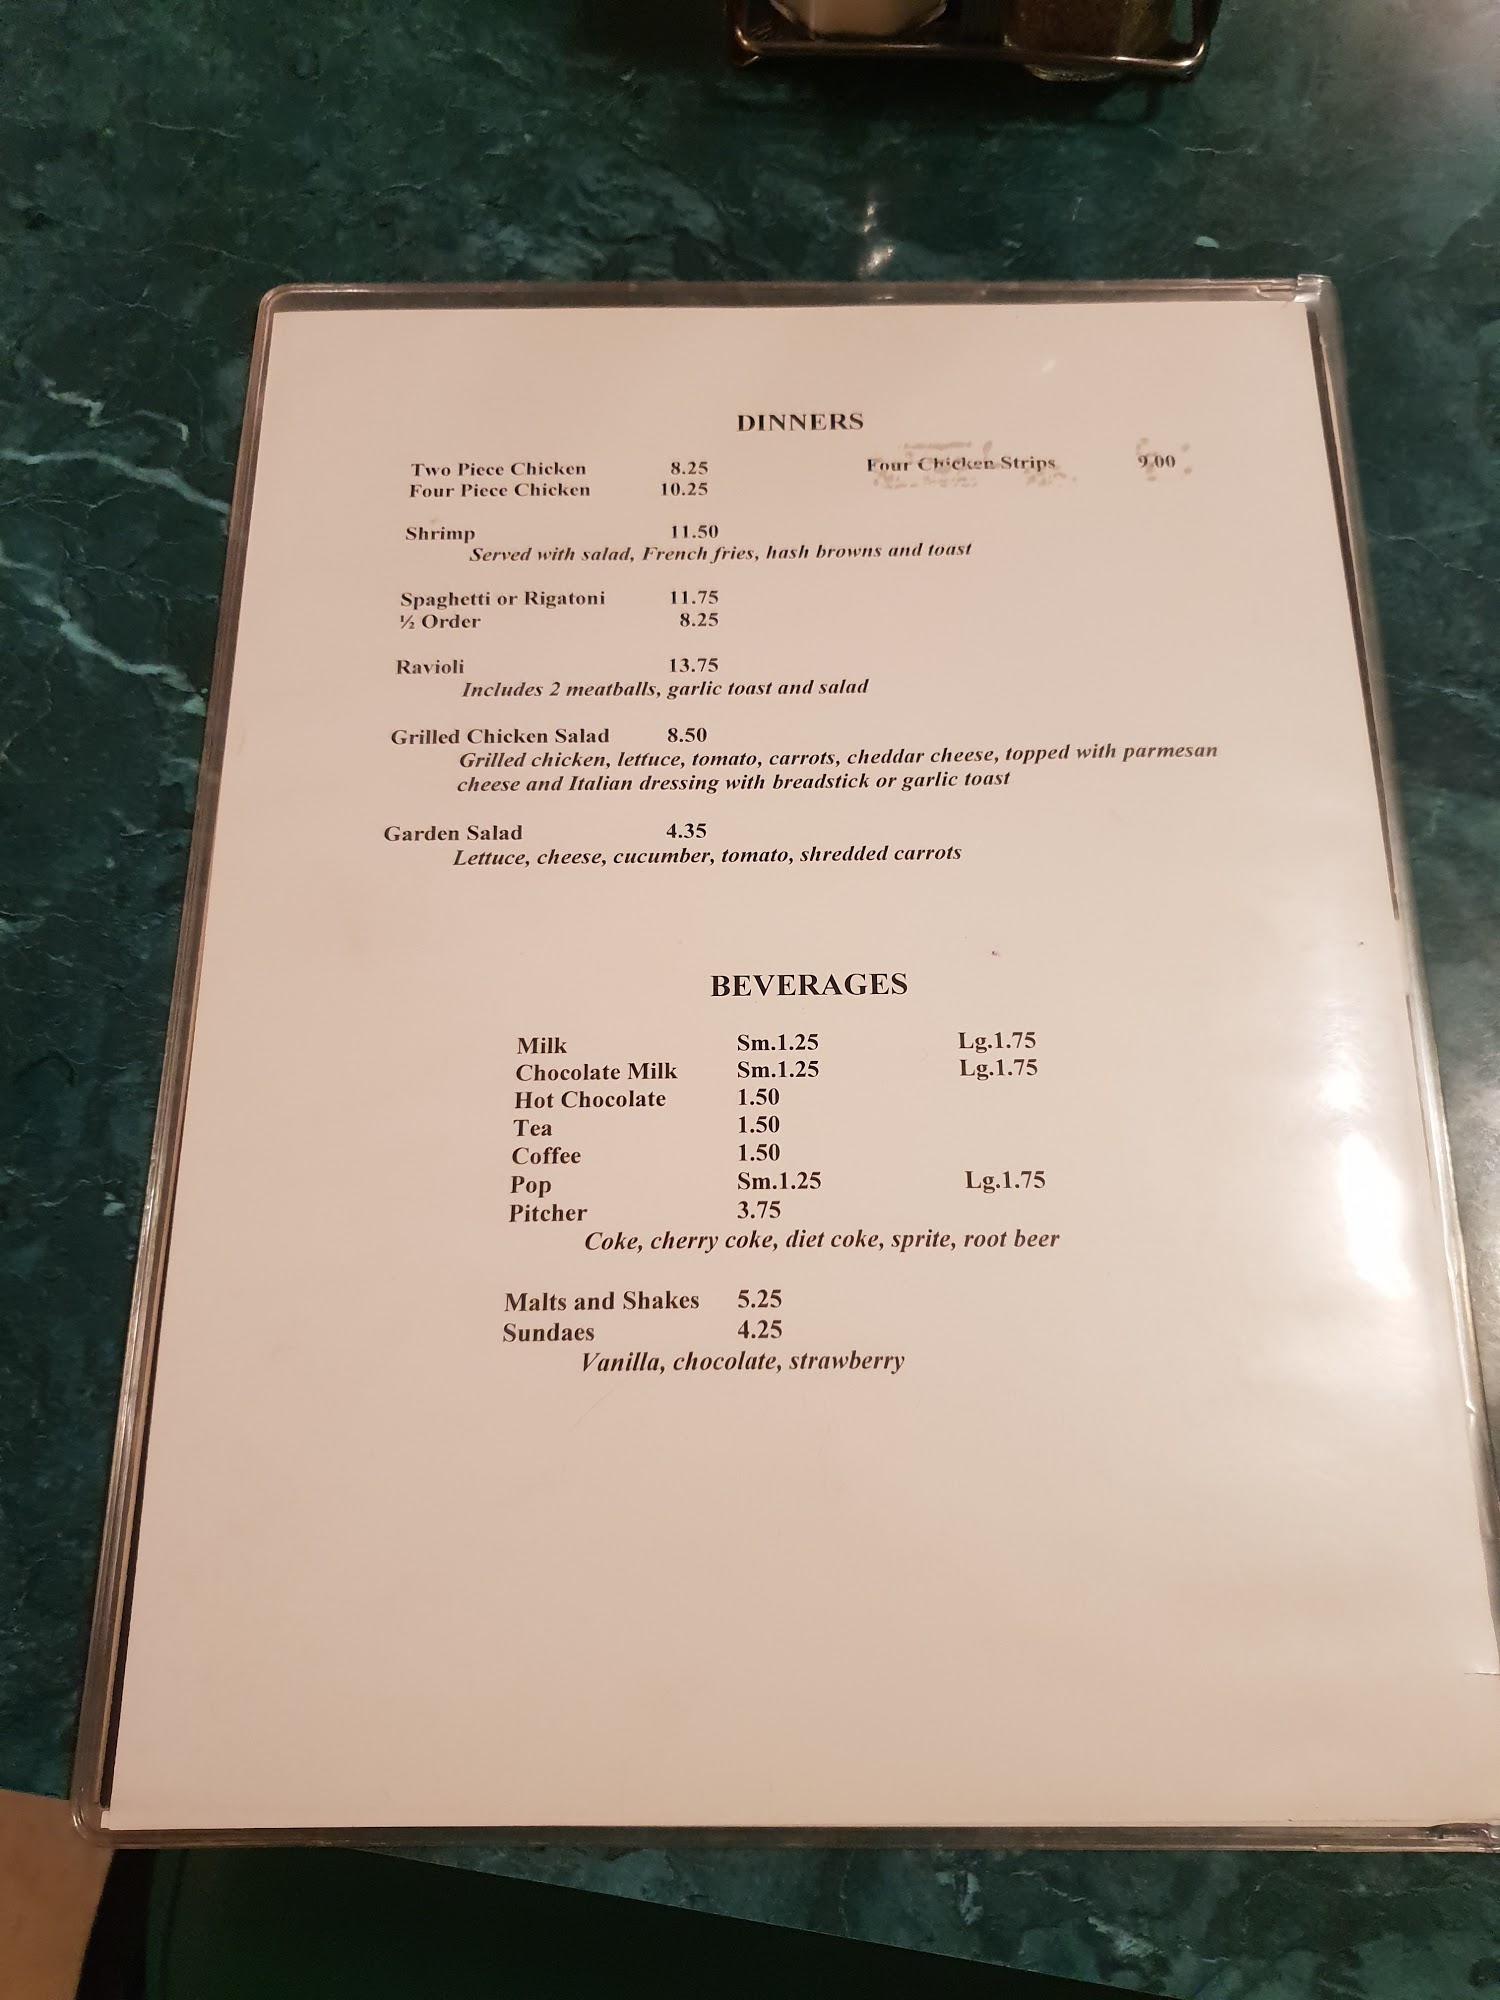 DINNERS
Two Piece Chicken 8.25 Four Chicken Strips 9.00
Four Piece Chicken 10.25
Shrimp 11.50
Served with salad, French fries, hash browns and toast
Spaghetti or Rigatoni 11.75
½ Order 8.25
Ravioli 13.75
Includes 2 meatballs, garlic toast and salad
Grilled Chicken Salad 8.50
Grilled chicken, lettuce, tomato, carrots, cheddar cheese, topped with parmesan
cheese and Italian dressing with breadstick or garlic toast
Garden Salad 4.35
Lettuce, cheese, cucumber, tomato, shredded carrots
BEVERAGES
Milk Sm.1.25 Lg.1.75
Chocolate Milk Sm.1.25 Lg.1.75
Hot Chocolate 1.50
Tea 1.50
Coffee 1.50
Pop Sm.1.25 Lg.1.75
Pitcher 3.75
Coke, cherry coke, diet coke, sprite, root beer
Malts and Shakes 5.25
Sundaes 4.25
Vanilla, chocolate, strawberry